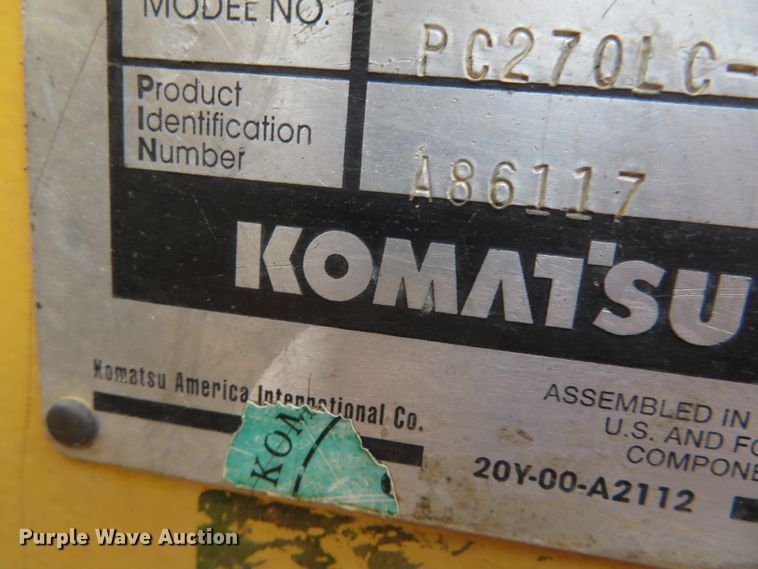 MODEL NO.
PC270LC-
Product
Identification
Number
A86117
KOMATSU
Komatsu America International Co.
KOM
ASSEMBLED IN
U.S. AND FO
COMPONE
20Y-00-A2112
Purple Wave Auction